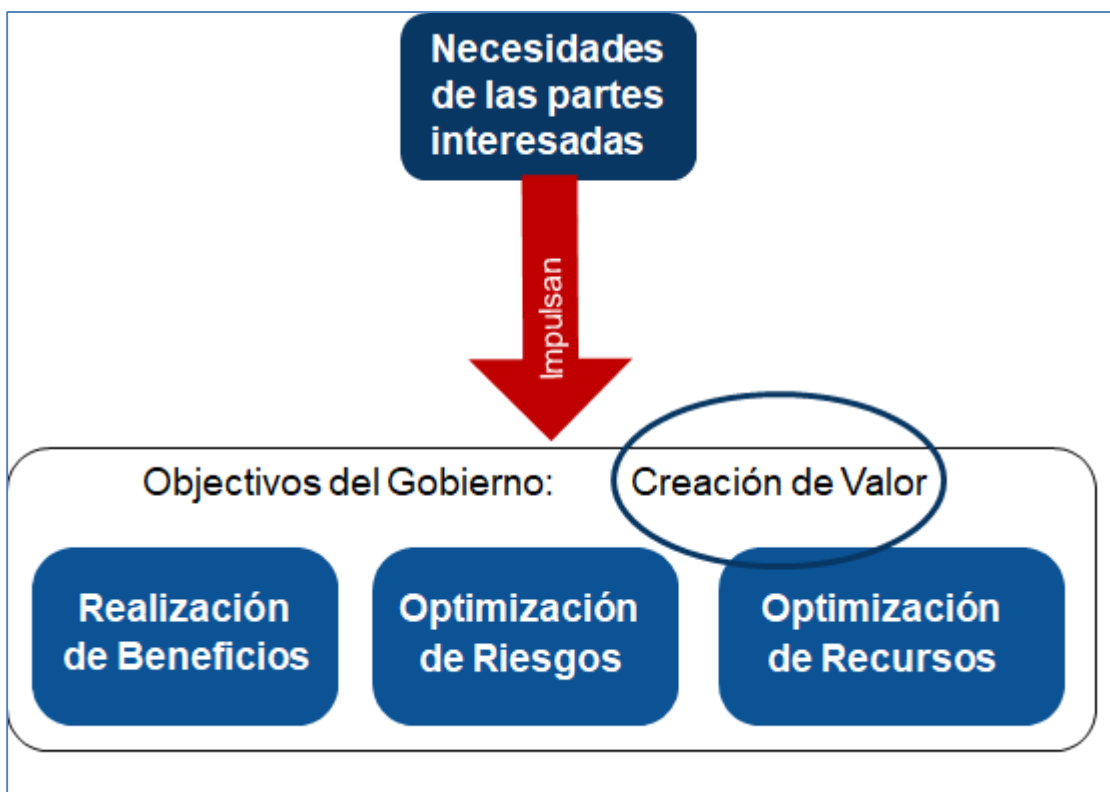 Necesidades
de las partes
interesadas
Impulsan
Objectivos del Gobierno: Creación de Valor
Realización
de Beneficios
Optimización
de Riesgos
Optimización
de Recursos